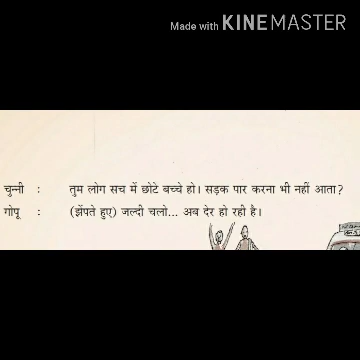 Made with KINEMASTER
चुन्नी : तुम लोग सच में छोटे बच्चे हो। सड़क पार करना भी नहीं आता?
गोपू : (झेंपते हुए) जल्दी चलो... अब देर हो रही है।